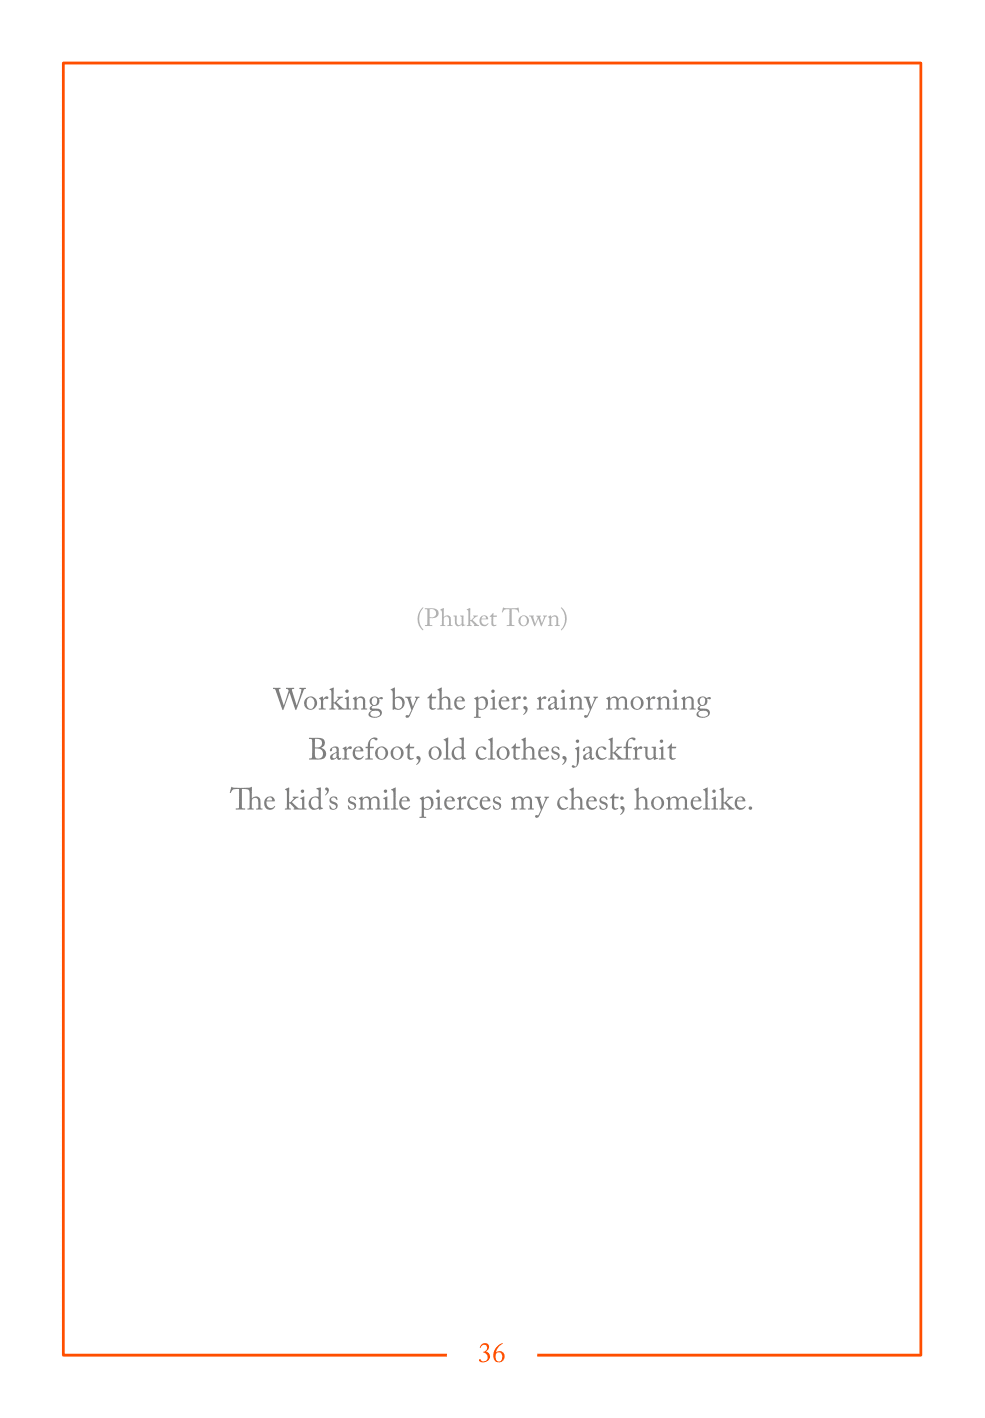 (Phuket Town)
Working by the pier; rainy morning
Barefoot, old clothes, jackfruit
The kid’s smile pierces my chest; homelike.
36